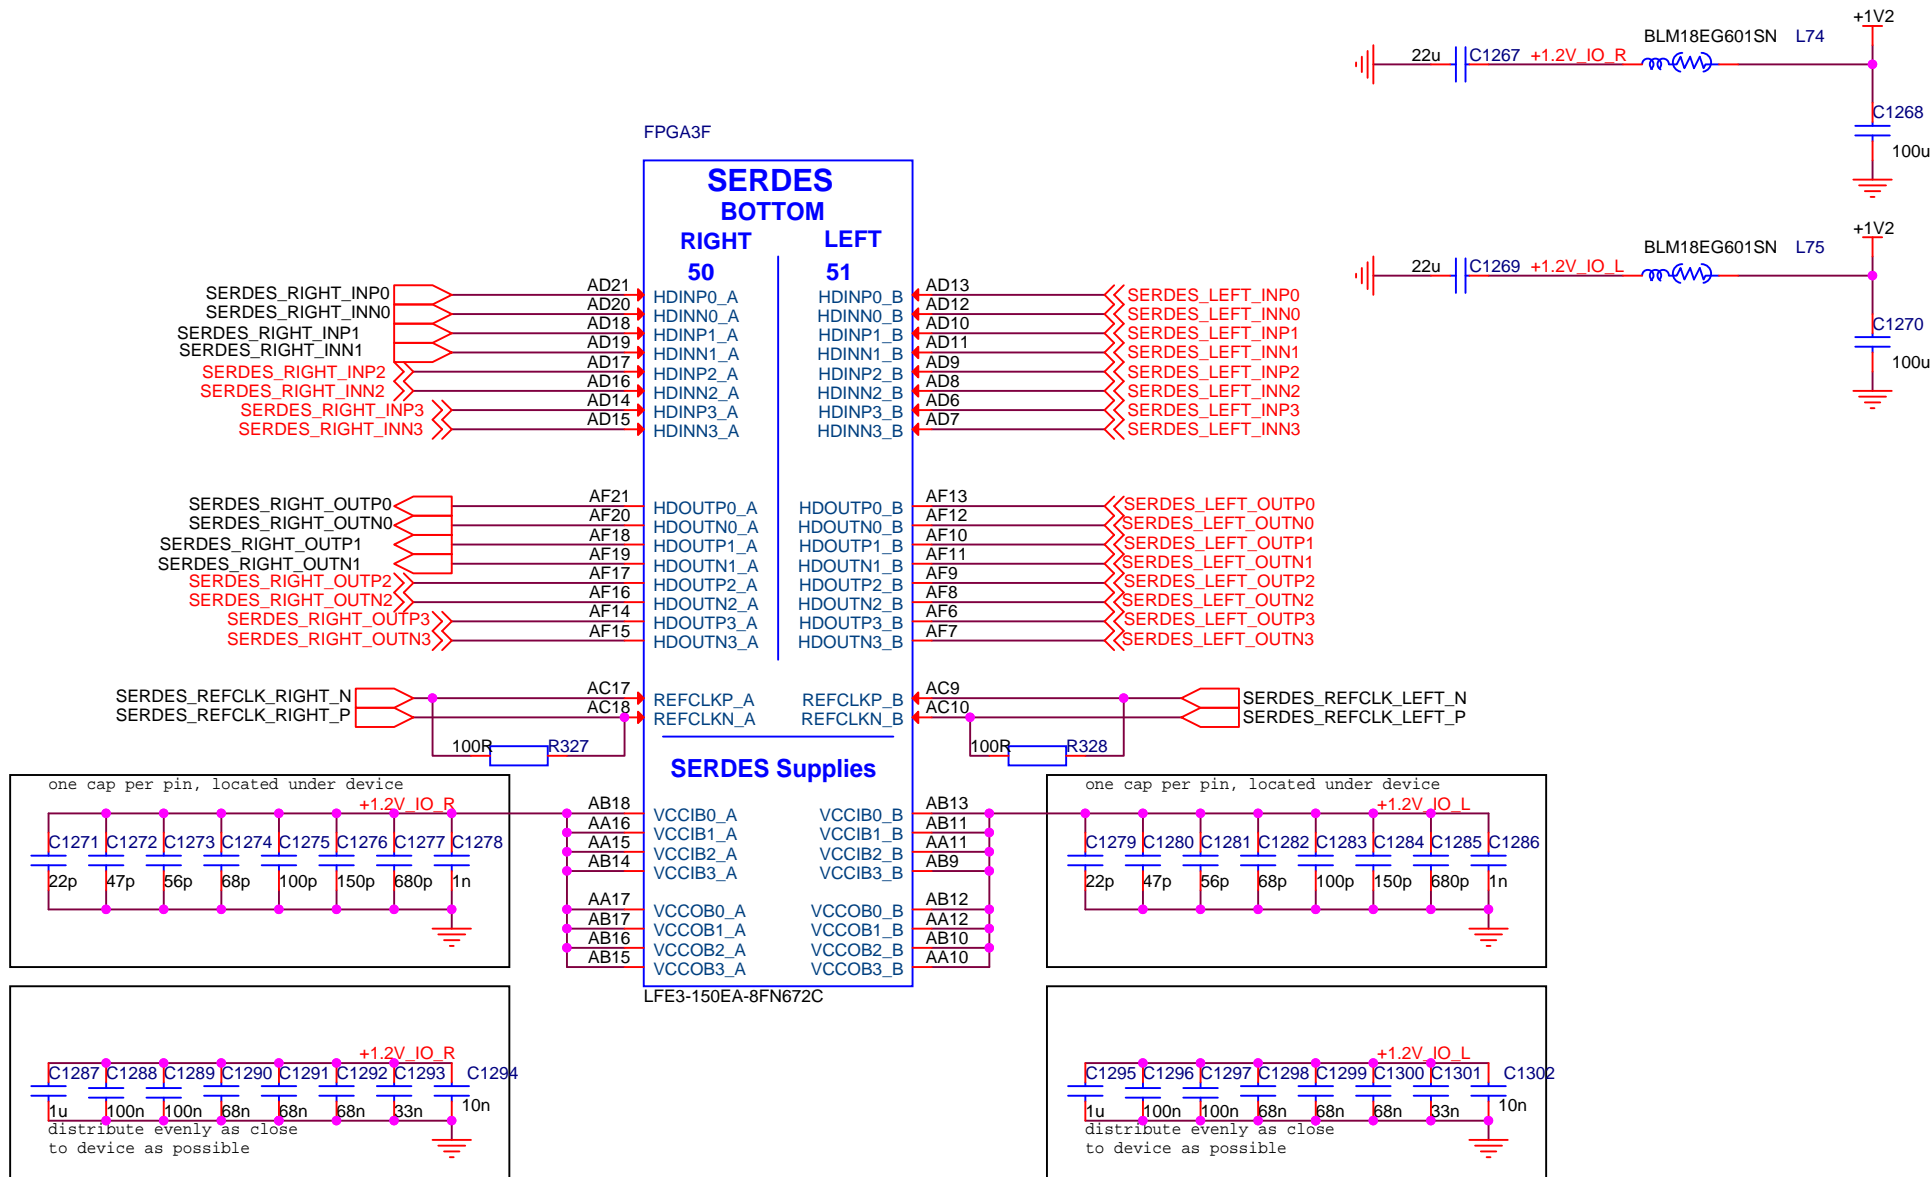 +1V2
BLM18EG601SN L74
22u C1267 +1.2V_IO_R
C1268
100u
+1V2
BLM18EG601SN L75
22u C1269 +1.2V_IO_L
C1270
100u
FPGA3F
SERDES
BOTTOM
RIGHT LEFT
50 51
SERDES_RIGHT_INP0 AD21 HDINP0_A HDINP0_B AD13 SERDES_LEFT_INP0
SERDES_RIGHT_INN0 AD20 HDINN0_A HDINN0_B AD12 SERDES_LEFT_INN0
SERDES_RIGHT_INP1 AD18 HDINP1_A HDINP1_B AD10 SERDES_LEFT_INP1
SERDES_RIGHT_INN1 AD19 HDINN1_A HDINN1_B AD11 SERDES_LEFT_INN1
SERDES_RIGHT_INP2 AD17 HDINP2_A HDINP2_B AD9 SERDES_LEFT_INP2
SERDES_RIGHT_INN2 AD16 HDINN2_A HDINN2_B AD8 SERDES_LEFT_INN2
SERDES_RIGHT_INP3 AD14 HDINP3_A HDINP3_B AD6 SERDES_LEFT_INP3
SERDES_RIGHT_INN3 AD15 HDINN3_A HDINN3_B AD7 SERDES_LEFT_INN3
SERDES_RIGHT_OUTP0 AF21 HDOUTP0_A HDOUTP0_B AF13 SERDES_LEFT_OUTP0
SERDES_RIGHT_OUTN0 AF20 HDOUTN0_A HDOUTN0_B AF12 SERDES_LEFT_OUTN0
SERDES_RIGHT_OUTP1 AF18 HDOUTP1_A HDOUTP1_B AF10 SERDES_LEFT_OUTP1
SERDES_RIGHT_OUTN1 AF19 HDOUTN1_A HDOUTN1_B AF11 SERDES_LEFT_OUTN1
SERDES_RIGHT_OUTP2 AF17 HDOUTP2_A HDOUTP2_B AF9 SERDES_LEFT_OUTP2
SERDES_RIGHT_OUTN2 AF16 HDOUTN2_A HDOUTN2_B AF8 SERDES_LEFT_OUTN2
SERDES_RIGHT_OUTP3 AF14 HDOUTP3_A HDOUTP3_B AF6 SERDES_LEFT_OUTP3
SERDES_RIGHT_OUTN3 AF15 HDOUTN3_A HDOUTN3_B AF7 SERDES_LEFT_OUTN3
SERDES_REFCLK_RIGHT_N AC17 REFCLKP_A REFCLKP_B AC9 SERDES_REFCLK_LEFT_N
SERDES_REFCLK_RIGHT_P AC18 REFCLKN_A REFCLKN_B AC10 SERDES_REFCLK_LEFT_P
100R R327 100R R328
SERDES Supplies
one cap per pin, located under device
+1.2V_IO_R
C1271 C1272 C1273 C1274 C1275 C1276 C1277 C1278
22p 47p 56p 68p 100p 150p 680p 1n
AB18 VCCIB0_A VCCIB0_B AB13
AA16 VCCIB1_A VCCIB1_B AB11
AA15 VCCIB2_A VCCIB2_B AA11
AB14 VCCIB3_A VCCIB3_B AB9
AA17 VCCOB0_A VCCOB0_B AB12
AB17 VCCOB1_A VCCOB1_B AA12
AB16 VCCOB2_A VCCOB2_B AB10
AB15 VCCOB3_A VCCOB3_B AA10
LFE3-150EA-8FN672C
one cap per pin, located under device
+1.2V_IO_L
C1279 C1280 C1281 C1282 C1283 C1284 C1285 C1286
22p 47p 56p 68p 100p 150p 680p 1n
+1.2V_IO_R
C1287 C1288 C1289 C1290 C1291 C1292 C1293 C1294
1u 100n 100n 68n 68n 68n 33n 10n
distribute evenly as close
to device as possible
+1.2V_IO_L
C1295 C1296 C1297 C1298 C1299 C1300 C1301 C1302
1u 100n 100n 68n 68n 68n 33n 10n
distribute evenly as close
to device as possible